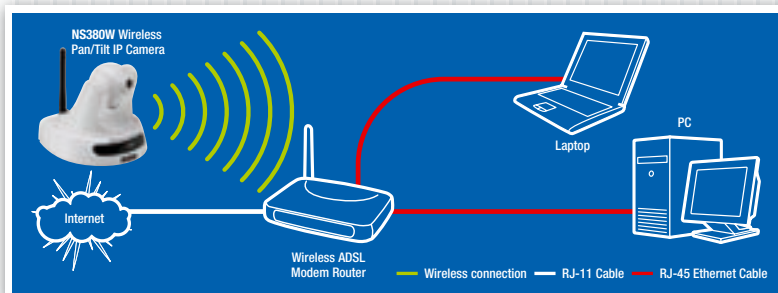 NS380W Wireless
Pan/Tilt IP Camera
Laptop
PC
Internet
Wireless ADSL
Modem Router
Wireless connection
RJ-11 Cable
RJ-45 Ethernet Cable